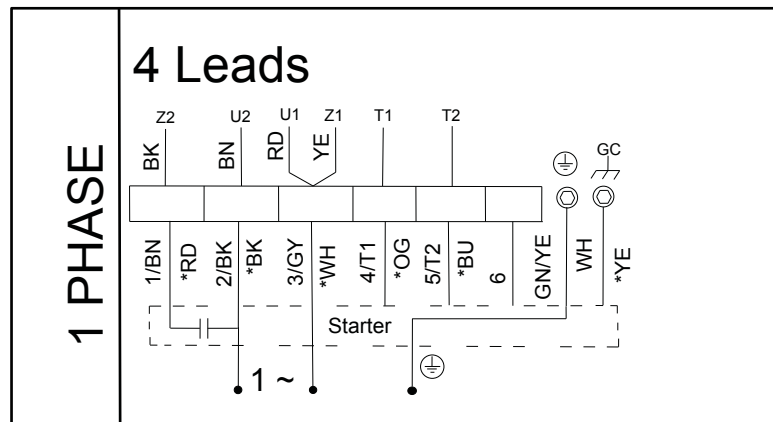 1 PHASE
4 Leads
Z2 U2 U1 Z1 T1 T2
BK BN RD YE GC
1/BN *RD 2/BK *BK 3/GY *WH 4/T1 *OG 5/T2 *BU 6 GN/YE WH *YE
Starter
1 ~